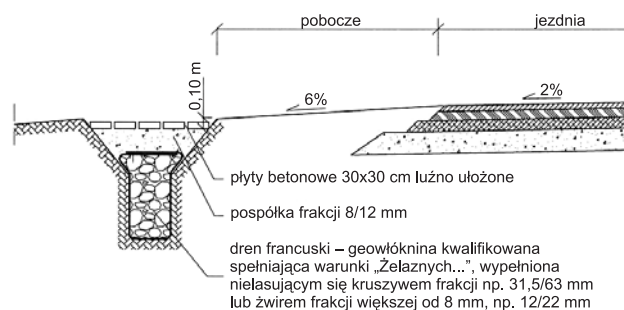 pobocze
jezdnia
0,10 m
6%
2%
płyty betonowe 30x30 cm luźno ułożone
pospółka frakcji 8/12 mm
dren francuski – geowłóknina kwalifikowana
spełniająca warunki „Żelaznych...”, wypełniona
nielasującym się kruszywem frakcji np. 31,5/63 mm
lub żwirem frakcji większej od 8 mm, np. 12/22 mm